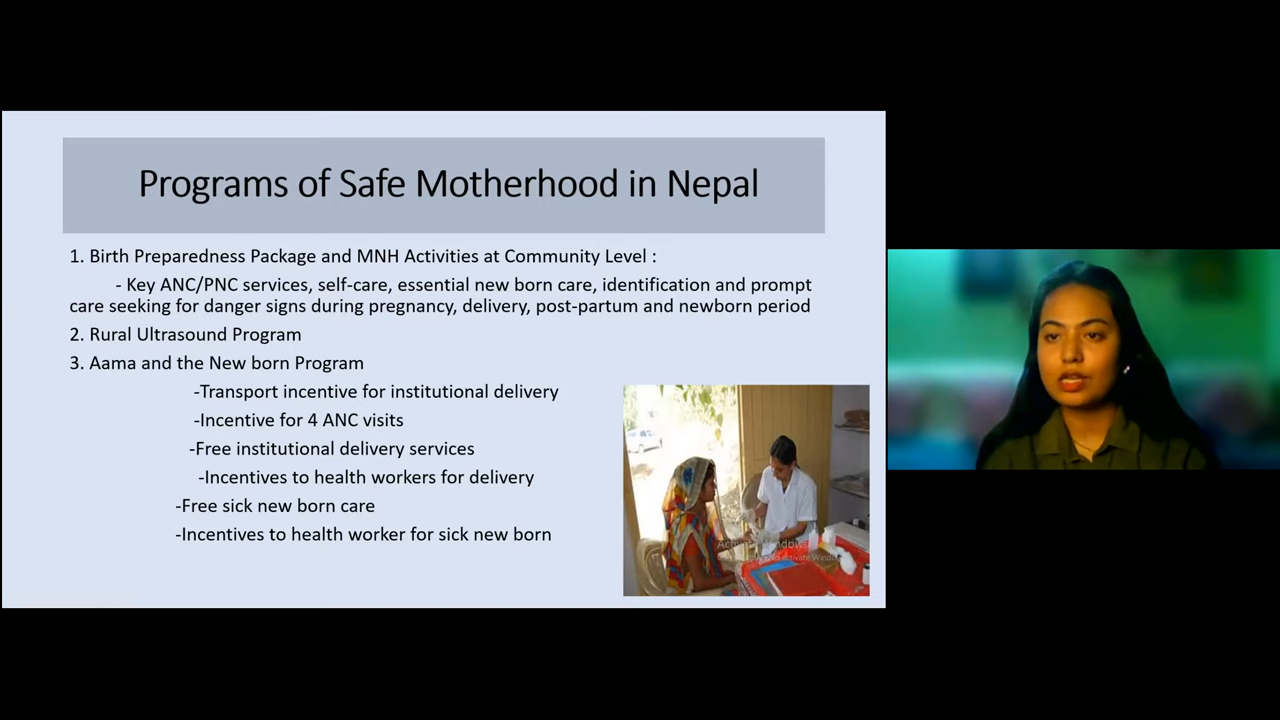 Programs of Safe Motherhood in Nepal
1. Birth Preparedness Package and MNH Activities at Community Level :
- Key ANC/PNC services, self-care, essential new born care, identification and prompt
care seeking for danger signs during pregnancy, delivery, post-partum and newborn period
2. Rural Ultrasound Program
3. Aama and the New born Program
-Transport incentive for institutional delivery
-Incentive for 4 ANC visits
-Free institutional delivery services
-Incentives to health workers for delivery
-Free sick new born care
-Incentives to health worker for sick new born